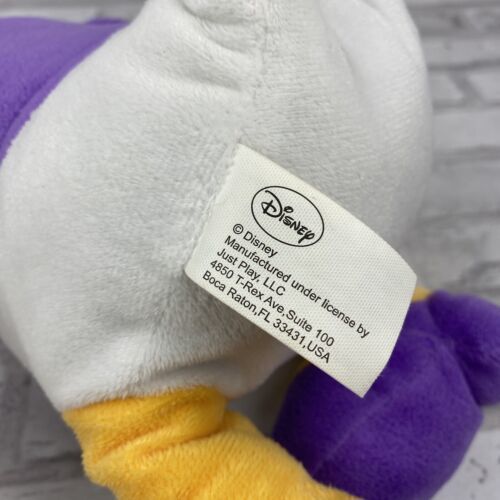 Disney
© Disney
Manufactured under license by
Just Play, LLC
4850 T-Rex Ave,Suite 100
Boca Raton,FL 33431,USA